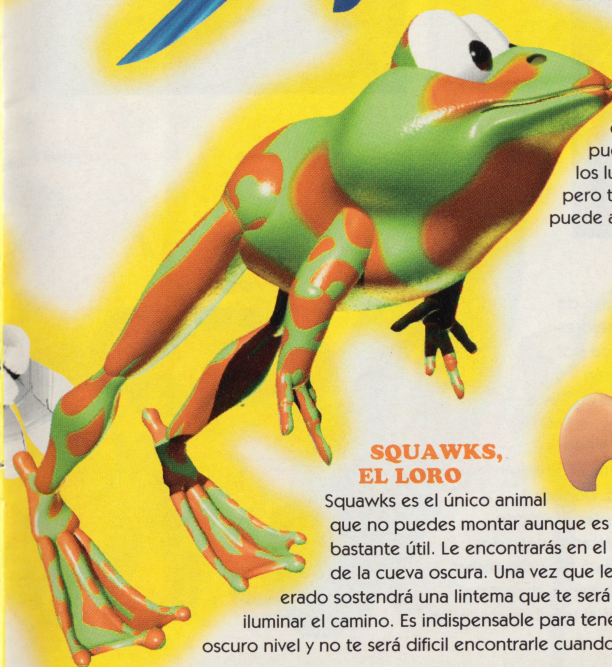 pue
los lu
pero t
puede a
SQUAWKS,
EL LORO
Squawks es el único animal
que no puedes montar aunque es
bastante útil. Le encontrarás en el
de la cueva oscura. Una vez que le
erado sostendrá una lintema que te será
iluminar el camino. Es indispensable para tene
oscuro nivel y no te será dificil encontrarle cuando